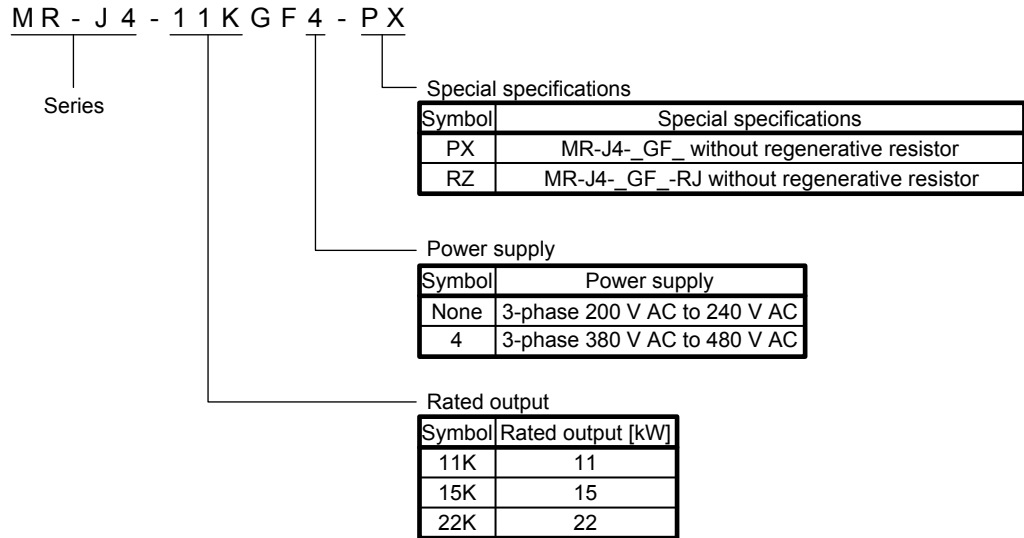 MR-J4-11KGF4-PX
Series
Special specifications
Symbol Special specifications
PX MR-J4-_GF_ without regenerative resistor
RZ MR-J4-_GF_-RJ without regenerative resistor
Power supply
Symbol Power supply
None 3-phase 200 V AC to 240 V AC
4 3-phase 380 V AC to 480 V AC
Rated output
Symbol Rated output [kW]
11K 11
15K 15
22K 22